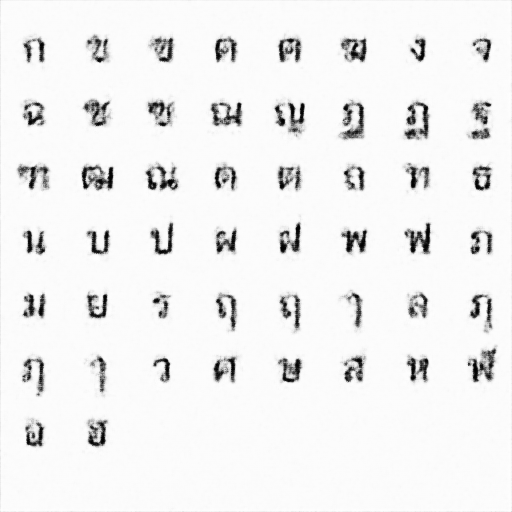 ก ข ฃ ค ฅ ฆ ง จ
ฉ ช ซ ฌ ญ ฎ ฏ ฐ
ฑ ฒ ณ ด ต ถ ท ธ
น บ ป ผ ฝ พ ฟ ภ
ม ย ร ฤ ฤ ๅ ล ฦ
ฦ ๅ ว ศ ษ ส ห ฬ
อ ฮ